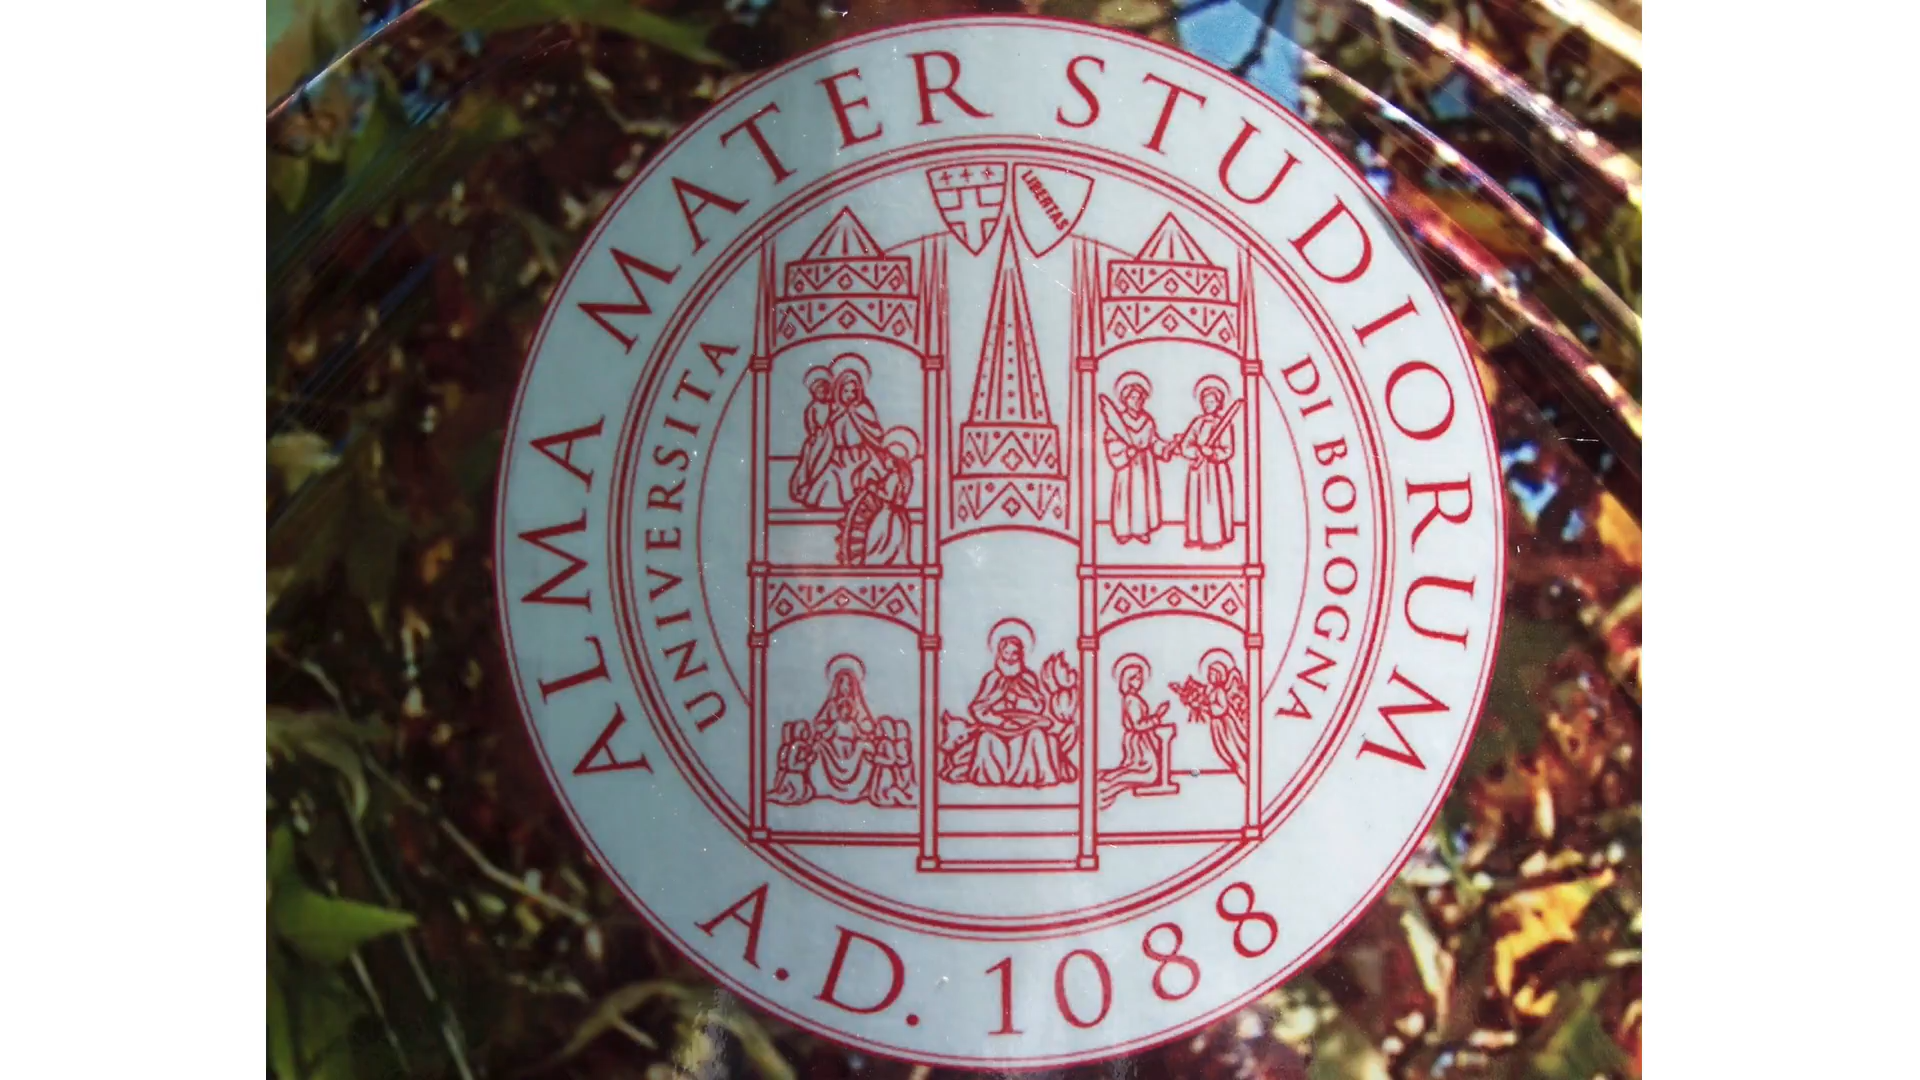 ALMA MATER STUDIORUM
A.D. 1088
UNIVERSITA
DI BOLOGNA
LIBERTAS